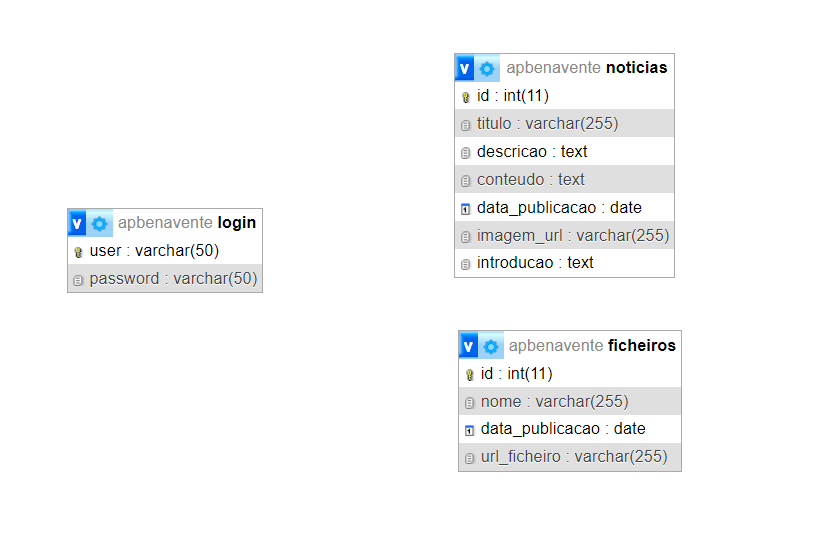 v apbenavente noticias
id : int(11)
titulo : varchar(255)
descricao : text
conteudo : text
data_publicacao : date
imagem_url : varchar(255)
introducao : text
v apbenavente login
user : varchar(50)
password : varchar(50)
v apbenavente ficheiros
id : int(11)
nome : varchar(255)
data_publicacao : date
url_ficheiro : varchar(255)